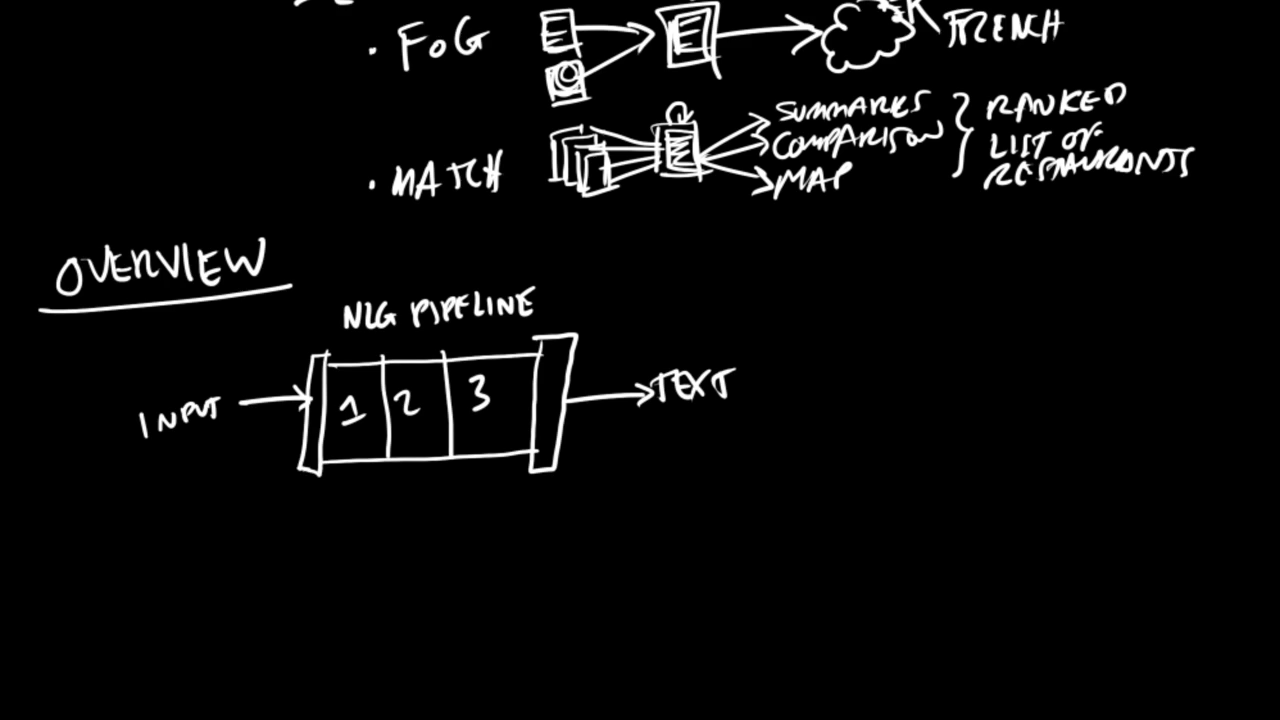 · FOG
FRENCH
SUMMARIES
COMPARISON
MAP
RANKED
LIST OF
RESTAURANTS
· MATCH
OVERVIEW
NLG PIPELINE
INPUT
1 2 3
TEXT